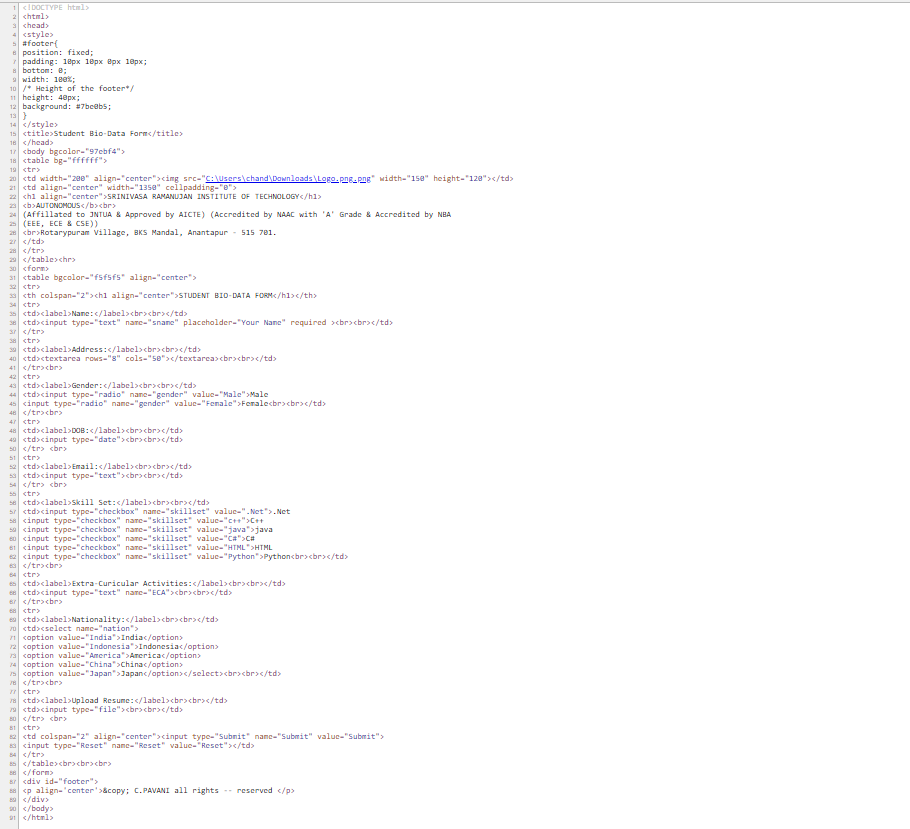 1 <!DOCTYPE html>
2 <html>
3 <head>
4 <style>
5 #footer{
6 position: fixed;
7 padding: 10px 10px 0px 10px;
8 bottom: 0;
9 width: 100%;
10 /* Height of the footer*/
11 height: 40px;
12 background: #7be0b5;
13 }
14 </style>
15 <title>Student Bio-Data Form</title>
16 </head>
17 <body bgcolor="97ebf4">
18 <table bg="ffffff">
19 <tr>
20 <td width="200" align="center"><img src="C:\Users\chand\Downloads\Logo.png.png" width="150" height="120"></td>
21 <td align="center" width="1350" cellpadding="0">
22 <h1 align="center">SRINIVASA RAMANUJAN INSTITUTE OF TECHNOLOGY</h1>
23 <b>AUTONOMOUS</b><br>
24 (Affillated to JNTUA & Approved by AICTE) (Accredited by NAAC with 'A' Grade & Accredited by NBA
25 (EEE, ECE & CSE))
26 <br>Rotarypuram Village, BKS Mandal, Anantapur - 515 701.
27 </td>
28 </tr>
29 </table><hr>
30 <form>
31 <table bgcolor="f5f5f5" align="center">
32 <tr>
33 <th colspan="2"><h1 align="center">STUDENT BIO-DATA FORM</h1></th>
34 <tr>
35 <td><label>Name:</label><br><br></td>
36 <td><input type="text" name="sname" placeholder="Your Name" required ><br><br></td>
37 </tr>
38 <tr>
39 <td><label>Address:</label><br><br></td>
40 <td><textarea rows="8" cols="50"></textarea><br><br></td>
41 </tr><br>
42 <tr>
43 <td><label>Gender:</label><br><br></td>
44 <td><input type="radio" name="gender" value="Male">Male
45 <input type="radio" name="gender" value="Female">Female<br><br></td>
46 </tr><br>
47 <tr>
48 <td><label>DOB:</label><br><br></td>
49 <td><input type="date"><br><br></td>
50 </tr> <br>
51 <tr>
52 <td><label>Email:</label><br><br></td>
53 <td><input type="text"><br><br></td>
54 </tr> <br>
55 <tr>
56 <td><label>Skill Set:</label><br><br></td>
57 <td><input type="checkbox" name="skillset" value=".Net">.Net
58 <input type="checkbox" name="skillset" value="c++">C++
59 <input type="checkbox" name="skillset" value="java">java
60 <input type="checkbox" name="skillset" value="C#">C#
61 <input type="checkbox" name="skillset" value="HTML">HTML
62 <input type="checkbox" name="skillset" value="Python">Python<br><br></td>
63 </tr><br>
64 <tr>
65 <td><label>Extra-Curicular Activities:</label><br><br></td>
66 <td><input type="text" name="ECA"><br><br></td>
67 </tr><br>
68 <tr>
69 <td><label>Nationality:</label><br><br></td>
70 <td><select name="nation">
71 <option value="India">India</option>
72 <option value="Indonesia">Indonesia</option>
73 <option value="America">America</option>
74 <option value="China">China</option>
75 <option value="Japan">Japan</option></select><br><br></td>
76 </tr><br>
77 <tr>
78 <td><label>Upload Resume:</label><br><br></td>
79 <td><input type="file"><br><br></td>
80 </tr> <br>
81 <tr>
82 <td colspan="2" align="center"><input type="Submit" name="Submit" value="Submit">
83 <input type="Reset" name="Reset" value="Reset"></td>
84 </tr>
85 </table><br><br><br>
86 </form>
87 <div id="footer">
88 <p align='center'>&copy; C.PAVANI all rights -- reserved </p>
89 </div>
90 </body>
91 </html>